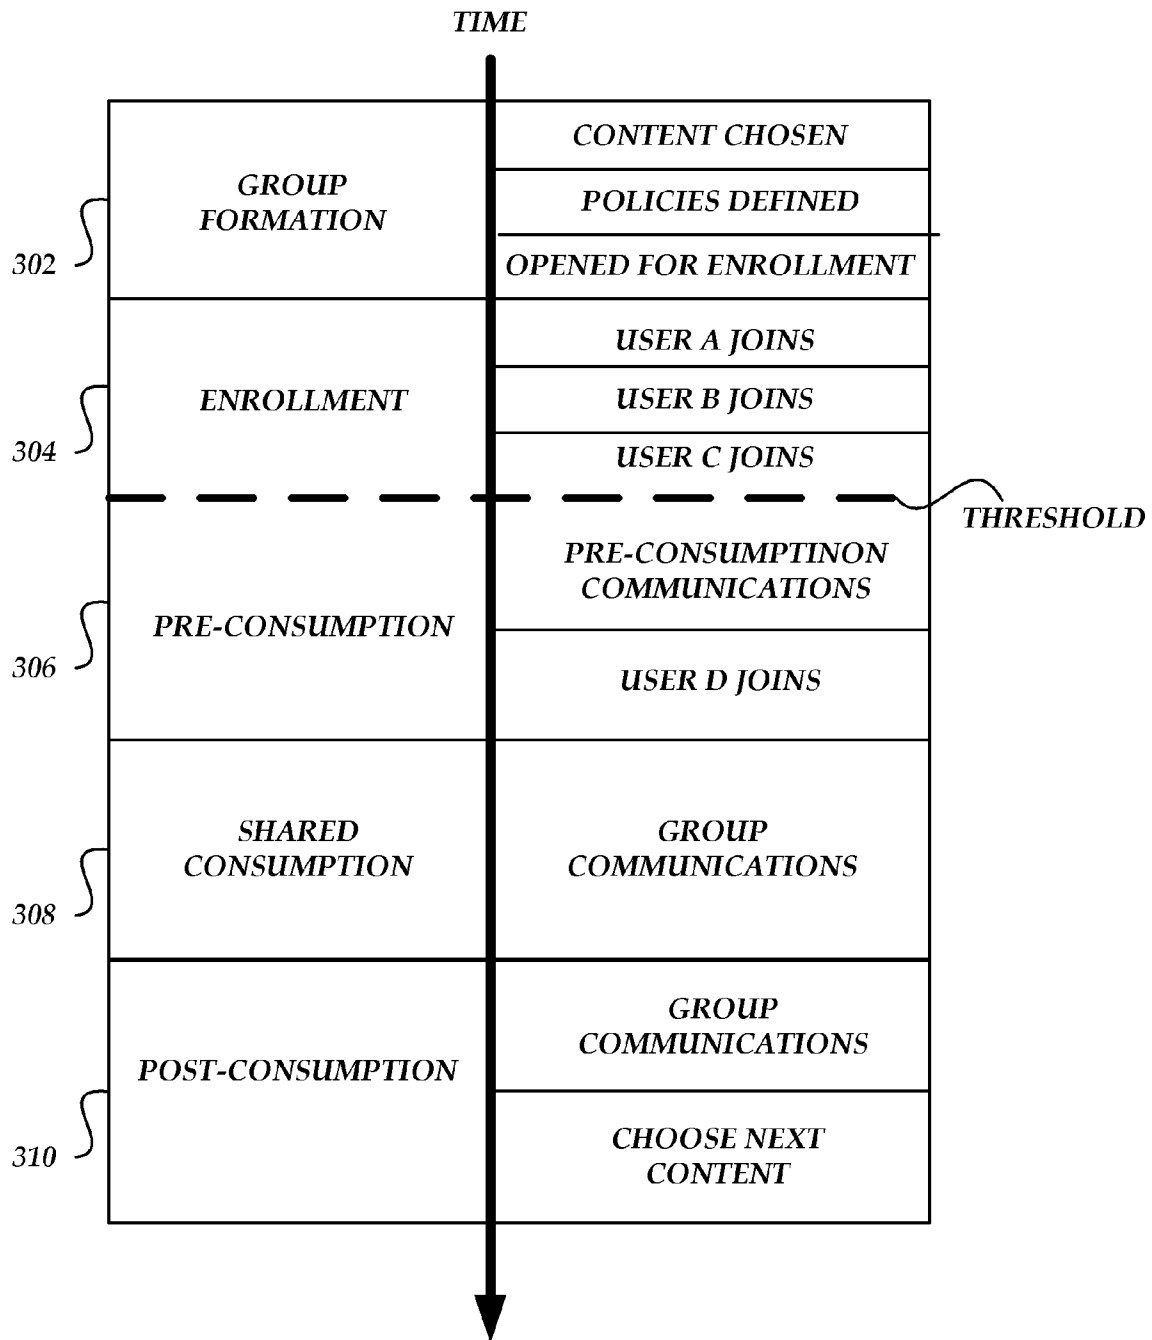 TIME
GROUP
FORMATION
302
CONTENT CHOSEN
POLICIES DEFINED
OPENED FOR ENROLLMENT
ENROLLMENT
304
USER A JOINS
USER B JOINS
USER C JOINS
THRESHOLD
PRE-CONSUMPTION
306
PRE-CONSUMPTINON
COMMUNICATIONS
USER D JOINS
SHARED
CONSUMPTION
308
GROUP
COMMUNICATIONS
POST-CONSUMPTION
310
GROUP
COMMUNICATIONS
CHOOSE NEXT
CONTENT